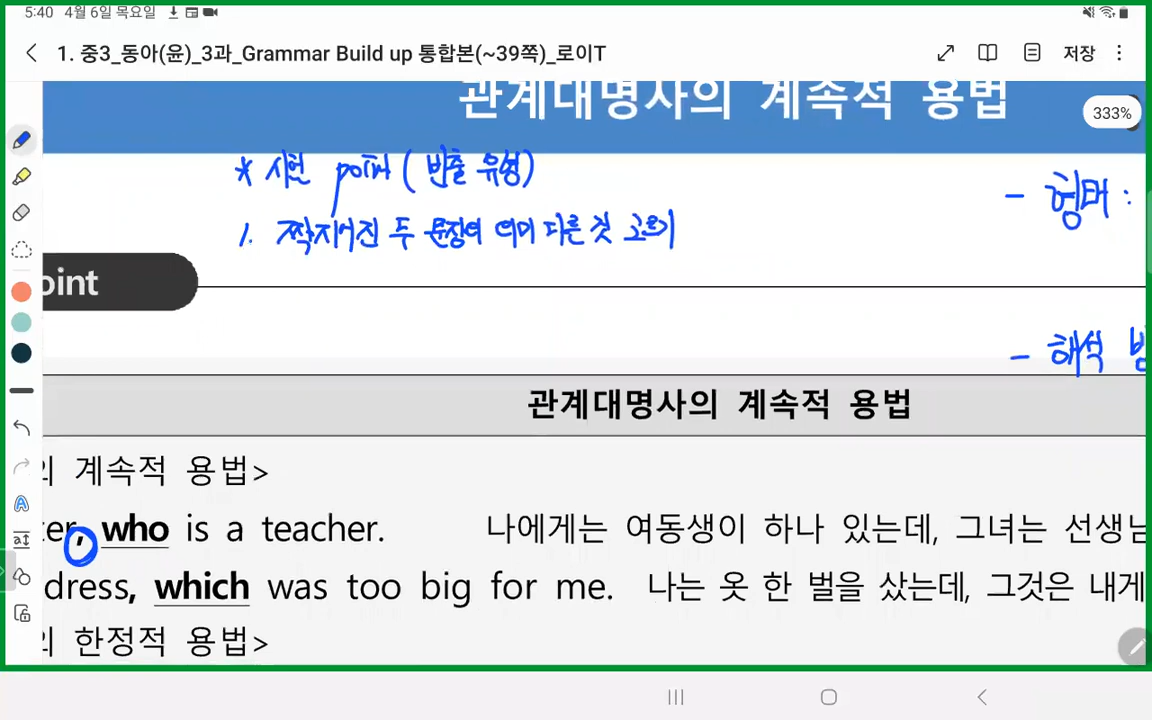 5:40 4월 6일 목요일
1. 중3_동아(윤)_3과_Grammar Build up 통합본(~39쪽)_로이T
저장
관계대명사의 계속적 용법
333%
* 시험 point ( 빈출 유형)
- 형태 :
1. 짝지어진 두 문장의 의미 다른 것 고르기
oint
- 해석
관계대명사의 계속적 용법
의 계속적 용법>
ter, who is a teacher. 나에게는 여동생이 하나 있는데, 그녀는 선생님
dress, which was too big for me. 나는 옷 한 벌을 샀는데, 그것은 내게
의 한정적 용법>